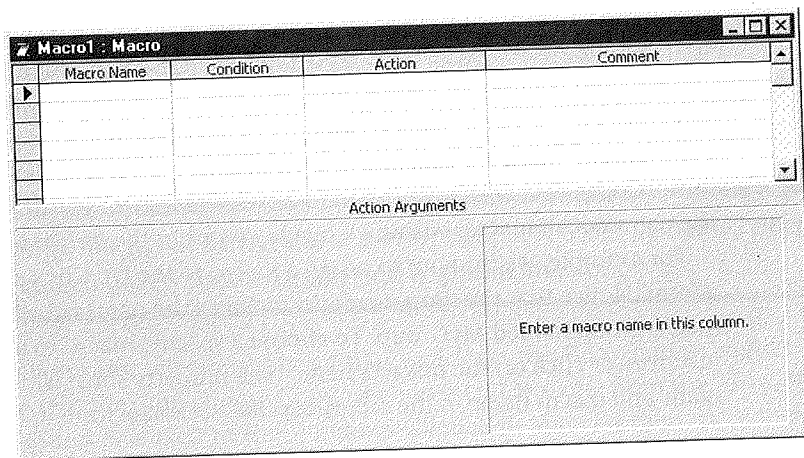 Macro1 : Macro
Macro Name Condition Action Comment
Action Arguments
Enter a macro name in this column.